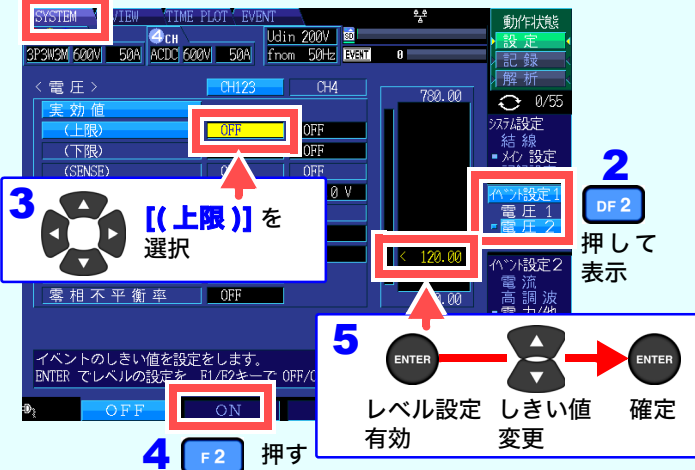 SYSTEM VIEW TIME PLOT EVENT
動作状態
4CH
Udin 200V SD
設 定
3P3W3M 600V 50A ACDC 600V 50A fnom 50Hz EVENT 0
記 録
解 析
<電圧> CH123 CH4
780.00
0/55
実効値
(上限) OFF OFF
(下限) OFF
(SENSE) OFF
0 V
零相不平衡率 OFF
システム設定
結線
メイン 設定
イベント設定1
電圧 1
電圧 2
< 120.00
イベント設定2
電流
高調波
2
DF 2
押して
表示
3
[(上限)] を
選択
イベントのしきい値を設定をします。
ENTER でレベルの設定を
OFF ON
4
F 2
押す
5
ENTER
ENTER
レベル設定
有効
しきい値
変更
確定